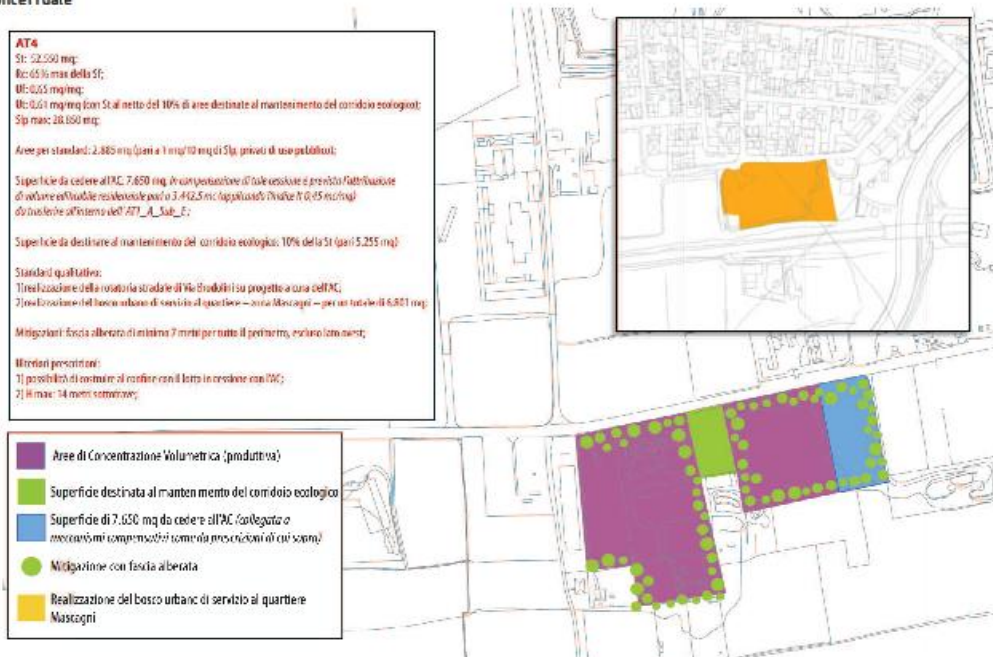 AT4
St: 52.550 mq;
Rc: 65% max della Sf;
Uf: 0,65 mq/mq;
Ut: 0,61 mq/mq (con St al netto del 10% di aree destinate al mantenimento del corridoio ecologico);
Slp max: 28.850 mq;
Aree per standard: 2.885 mq (pari a 1 mq/10 mq di Slp, privati di uso pubblico);
Superficie da cedere all'AC: 7.650 mq. In compensazione di tale cessione è prevista l'attribuzione
di volume edificabile residenziale pari a 3.442,5 mc (applicando l'indice It 0,45 mc/mq)
da trasferire all'interno dell'AT1_A_Sub_E;
Superficie da destinare al mantenimento del corridoio ecologico: 10% della St (pari 5.255 mq)
Standard qualitativo:
1) realizzazione della rotatoria stradale di Via Brodolini su progetto a cura dell'AC;
2) realizzazione del bosco urbano di servizio al quartiere – zona Mascagni – per un totale di 6.801 mq;
Mitigazioni: fascia alberata di minimo 7 metri per tutto il perimetro, escluso lato ovest;
Ulteriori prescrizioni:
1) possibilità di costruire al confine con il lotto in cessione con l'AC;
2) H max: 14 metri sottotrave;
Aree di Concentrazione Volumetrica (produttiva)
Superficie destinata al mantenimento del corridoio ecologico
Superficie di 7.650 mq da cedere all'AC (collegata a
meccanismi compensativi come da prescrizioni di cui sopra)
Mitigazione con fascia alberata
Realizzazione del bosco urbano di servizio al quartiere
Mascagni